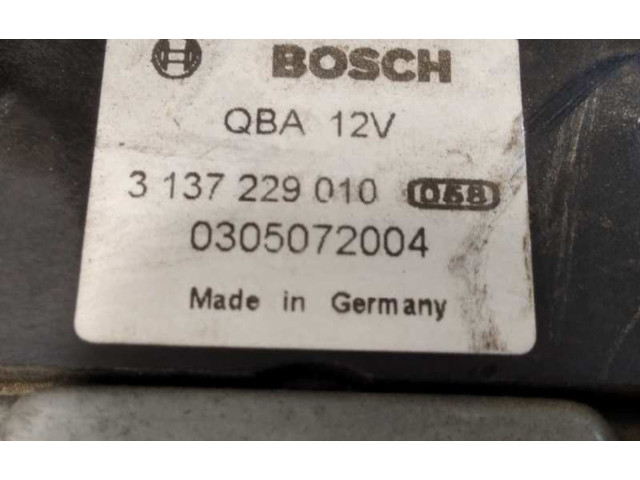 BOSCH
QBA 12V
3 137 229 010 058
0305072004
Made in Germany